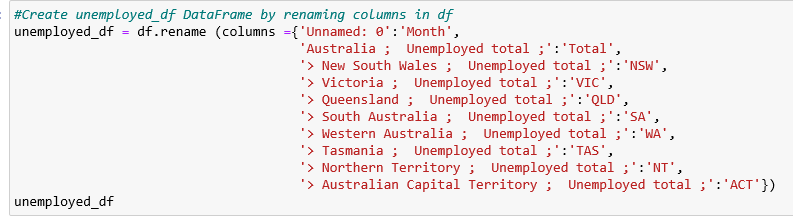 #Create unemployed_df DataFrame by renaming columns in df
unemployed_df = df.rename (columns ={'Unnamed: 0':'Month',
'Australia ;  Unemployed total ;':'Total',
'> New South Wales ;  Unemployed total ;':'NSW',
'> Victoria ;  Unemployed total ;':'VIC',
'> Queensland ;  Unemployed total ;':'QLD',
'> South Australia ;  Unemployed total ;':'SA',
'> Western Australia ;  Unemployed total ;':'WA',
'> Tasmania ;  Unemployed total ;':'TAS',
'> Northern Territory ;  Unemployed total ;':'NT',
'> Australian Capital Territory ;  Unemployed total ;':'ACT'})
unemployed_df